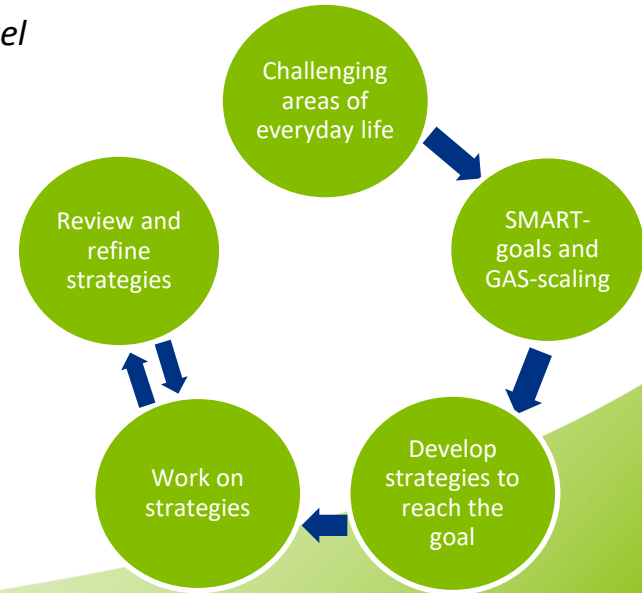 Challenging
areas of
everyday life
SMART-
goals and
GAS-scaling
Develop
strategies to
reach the
goal
Work on
strategies
Review and
refine
strategies